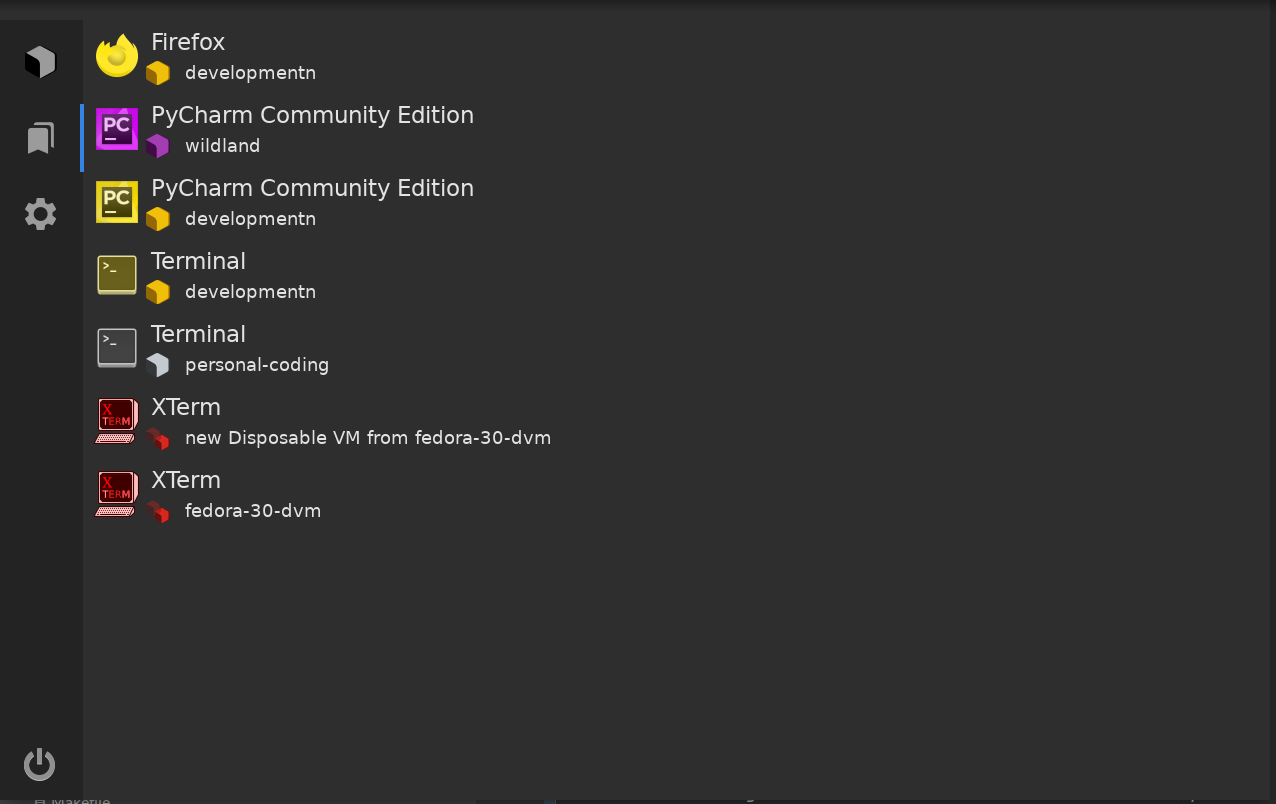 Firefox
developmentn
PC
PyCharm Community Edition
wildland
PC
PyCharm Community Edition
developmentn
>_
Terminal
developmentn
>_
Terminal
personal-coding
X
TERM
XTerm
new Disposable VM from fedora-30-dvm
X
TERM
XTerm
fedora-30-dvm
Makefile